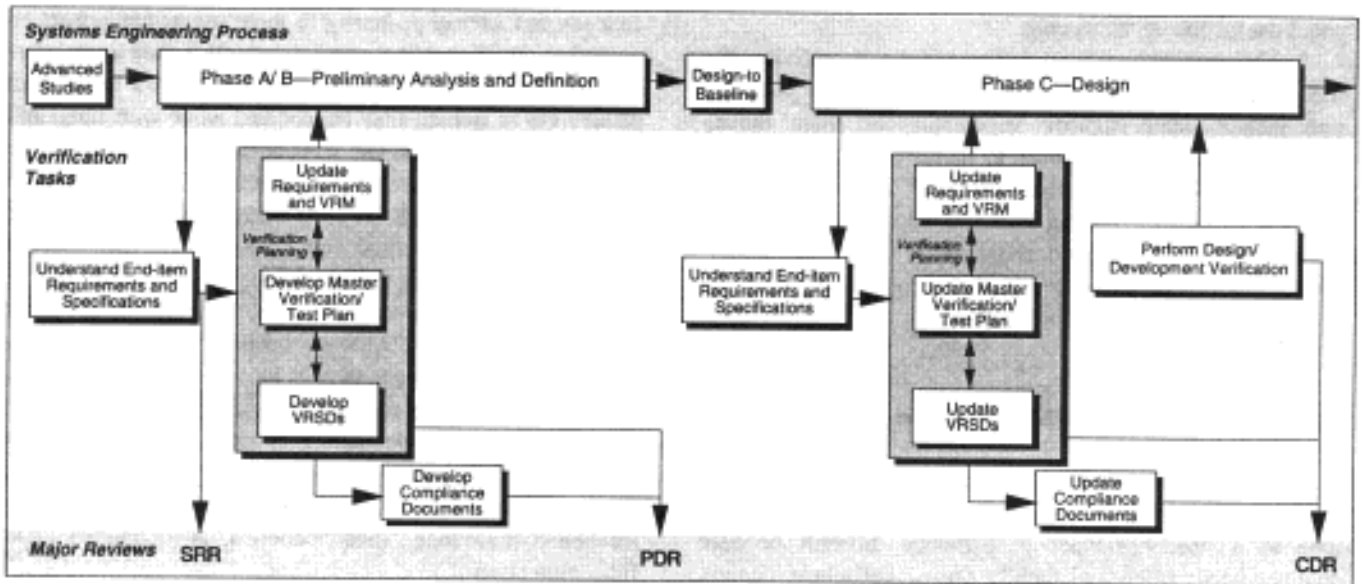 Systems Engineering Process
Advanced
Studies
Phase A/ B—Preliminary Analysis and Definition
Design-to
Baseline
Phase C—Design
Verification
Tasks
Understand End-item
Requirements and
Specifications
Update
Requirements
and VRM
Verification
Planning
Develop Master
Verification/
Test Plan
Develop
VRSDs
Develop
Compliance
Documents
Understand End-item
Requirements and
Specifications
Update
Requirements
and VRM
Verification
Planning
Update Master
Verification/
Test Plan
Update
VRSDs
Update
Compliance
Documents
Perform Design/
Development Verification
Major Reviews
SRR
PDR
CDR